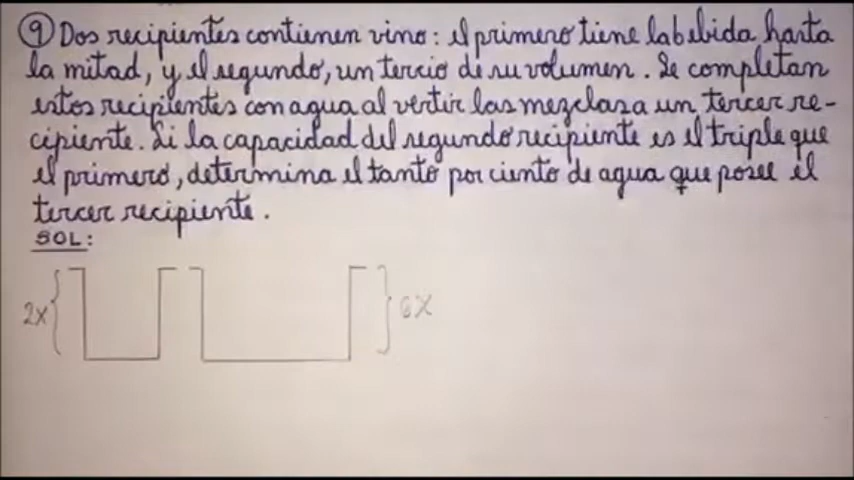 9 Dos recipientes contienen vino: el primero tiene la bebida hasta
la mitad, y el segundo, un tercio de su volumen. Se completan
estos recipientes con agua al vertir las mezclas a un tercer re-
cipiente. Si la capacidad del segundo recipiente es el triple que
el primero, determina el tanto por ciento de agua que posee el
tercer recipiente.
SOL:
2x 6x